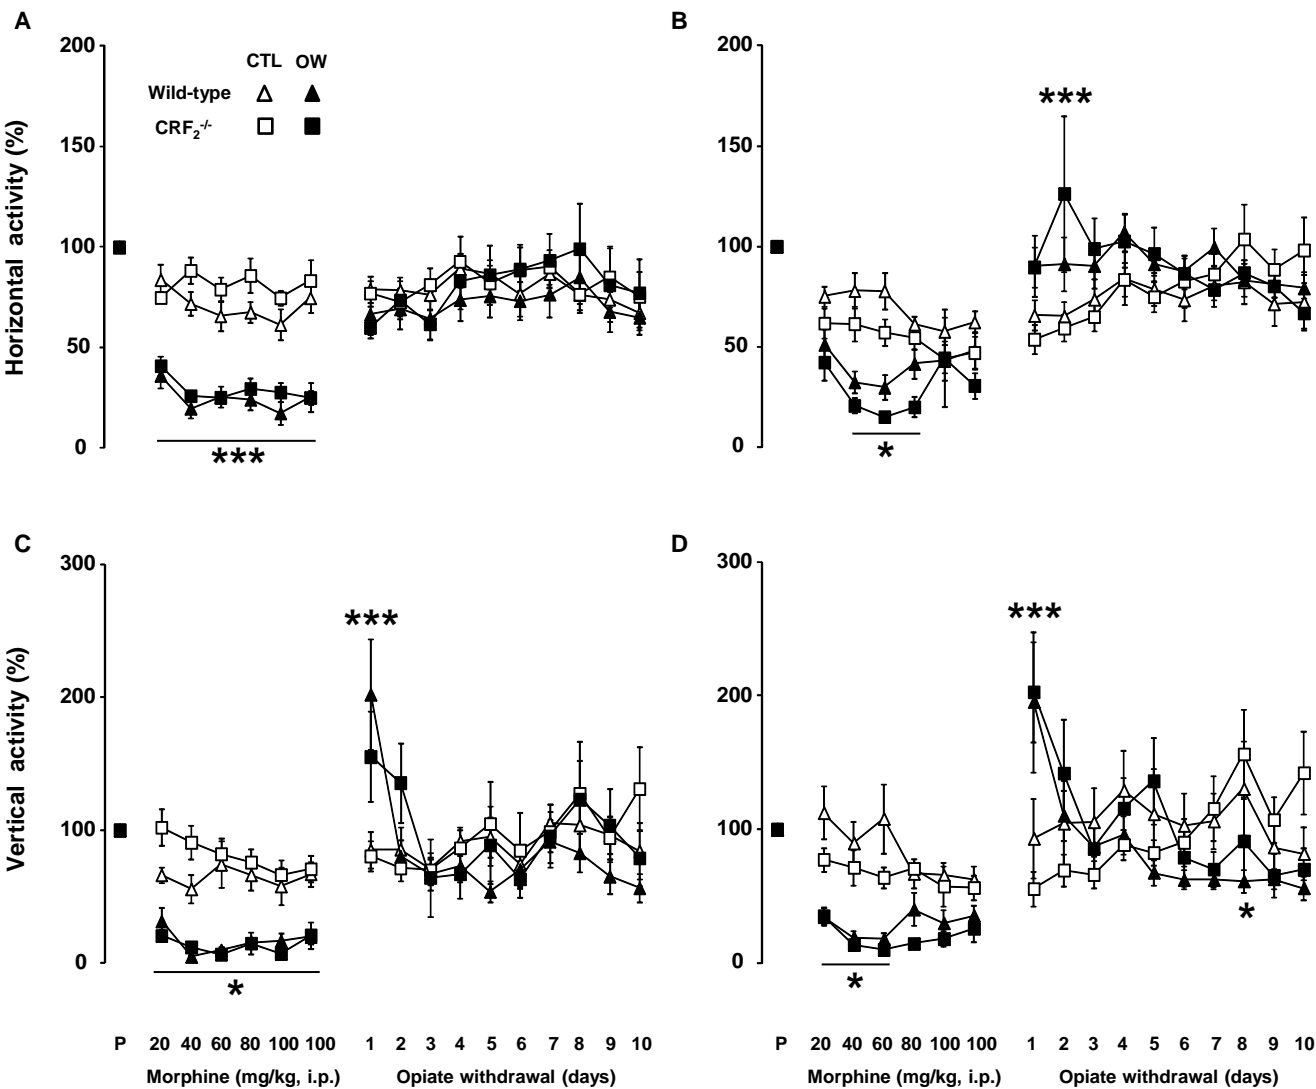 A
Horizontal activity (%)
200
150
100
50
0
CTL OW
Wild-type
CRF2-/-
***
B
200
150
100
50
0
***
*
C
Vertical activity (%)
300
200
100
0
***
*
P 20 40 60 80 100 100 1 2 3 4 5 6 7 8 9 10
Morphine (mg/kg, i.p.) Opiate withdrawal (days)
D
300
200
100
0
***
*
*
P 20 40 60 80 100 100 1 2 3 4 5 6 7 8 9 10
Morphine (mg/kg, i.p.) Opiate withdrawal (days)